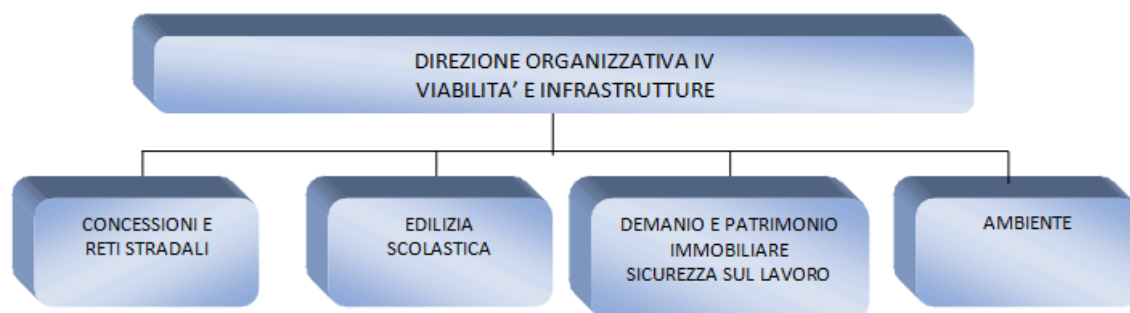 DIREZIONE ORGANIZZATIVA IV
VIABILITA' E INFRASTRUTTURE
CONCESSIONI E
RETI STRADALI
EDILIZIA
SCOLASTICA
DEMANIO E PATRIMONIO
IMMOBILIARE
SICUREZZA SUL LAVORO
AMBIENTE